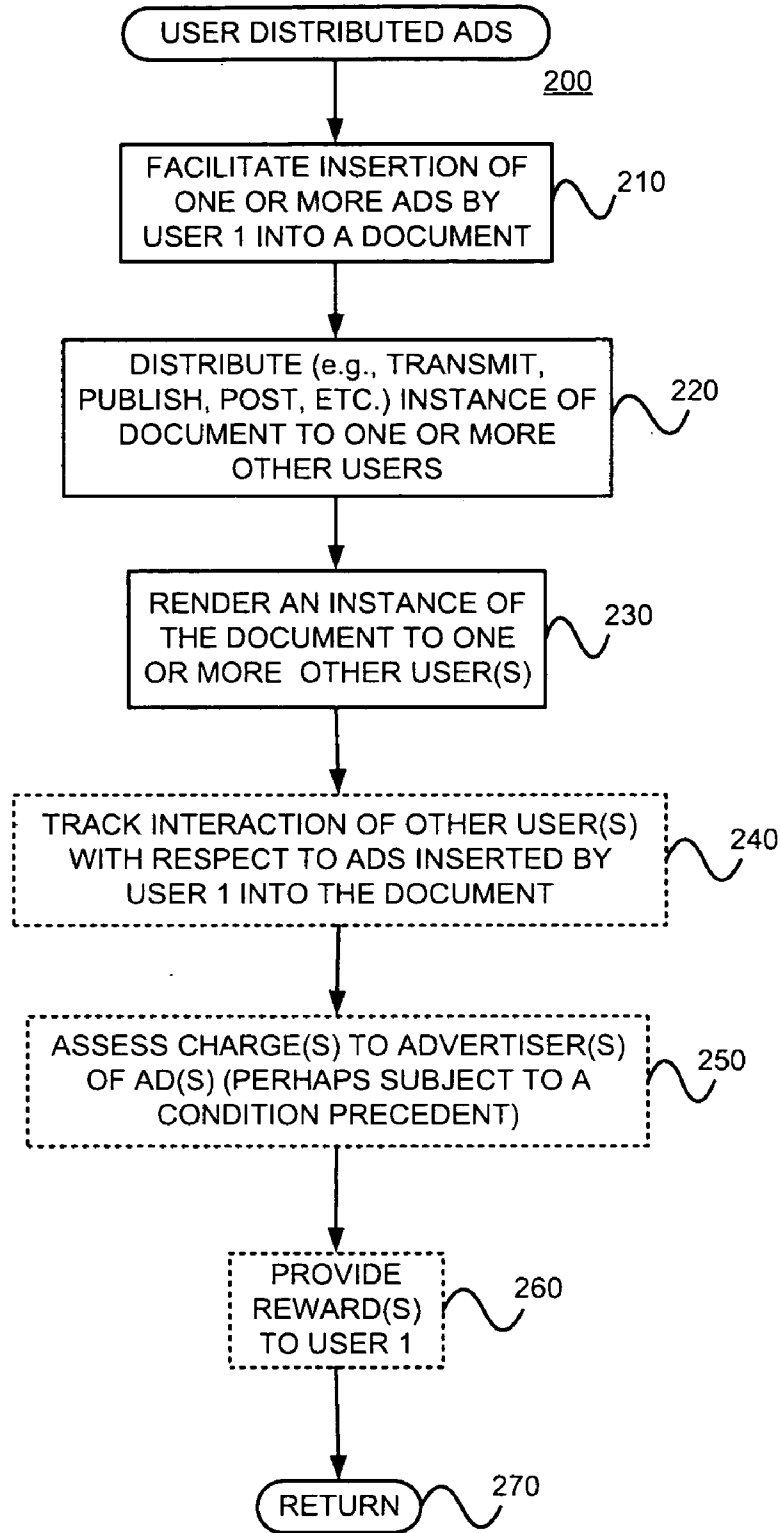 USER DISTRIBUTED ADS
200
FACILITATE INSERTION OF
ONE OR MORE ADS BY
USER 1 INTO A DOCUMENT
210
DISTRIBUTE (e.g., TRANSMIT,
PUBLISH, POST, ETC.) INSTANCE OF
DOCUMENT TO ONE OR MORE
OTHER USERS
220
RENDER AN INSTANCE OF
THE DOCUMENT TO ONE
OR MORE OTHER USER(S)
230
TRACK INTERACTION OF OTHER USER(S)
WITH RESPECT TO ADS INSERTED BY
USER 1 INTO THE DOCUMENT
240
ASSESS CHARGE(S) TO ADVERTISER(S)
OF AD(S) (PERHAPS SUBJECT TO A
CONDITION PRECEDENT)
250
PROVIDE
REWARD(S)
TO USER 1
260
RETURN
270